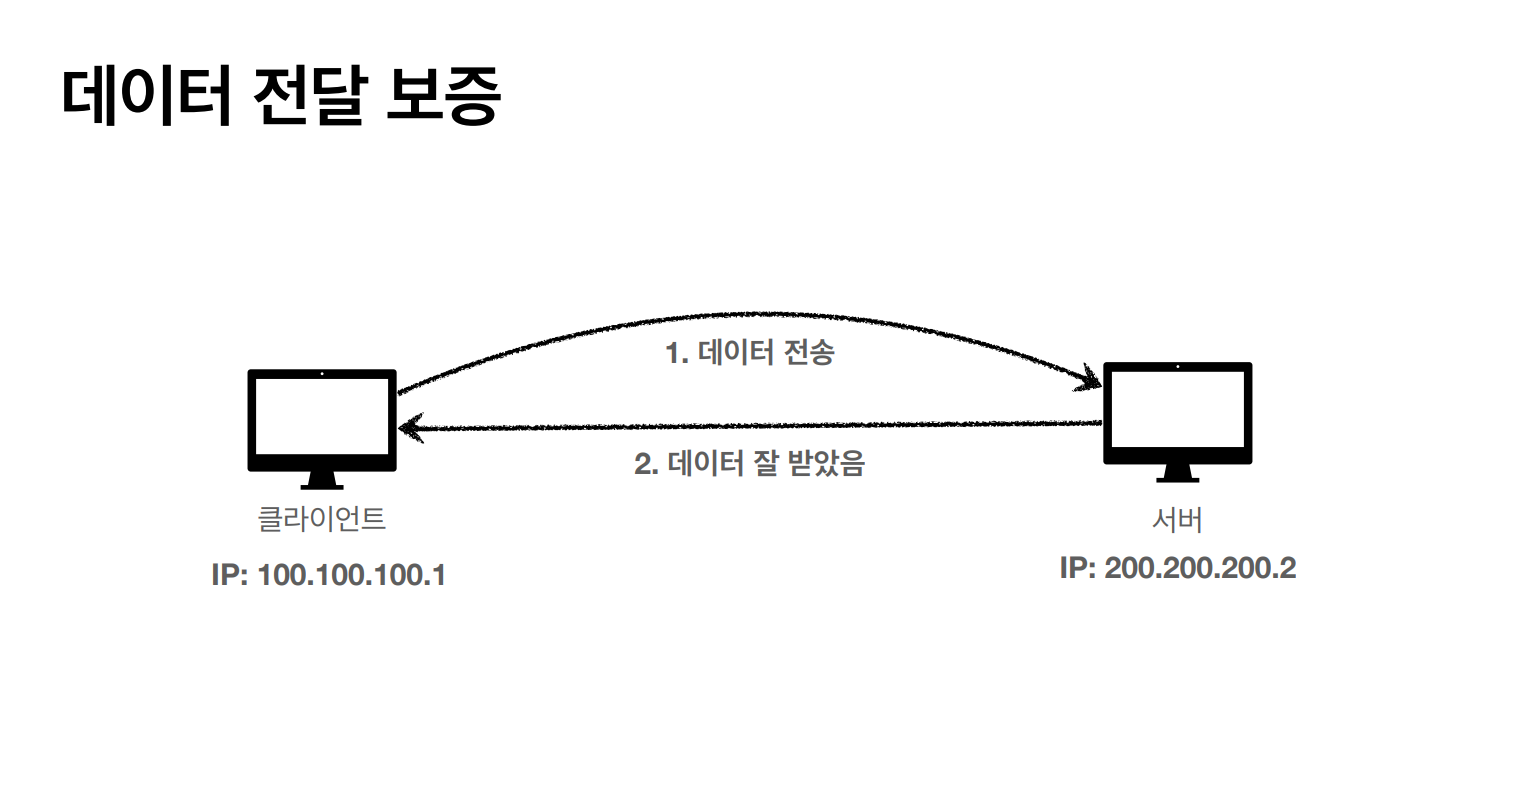 데이터 전달 보증
1. 데이터 전송
2. 데이터 잘 받았음
클라이언트
서버
IP: 100.100.100.1
IP: 200.200.200.2